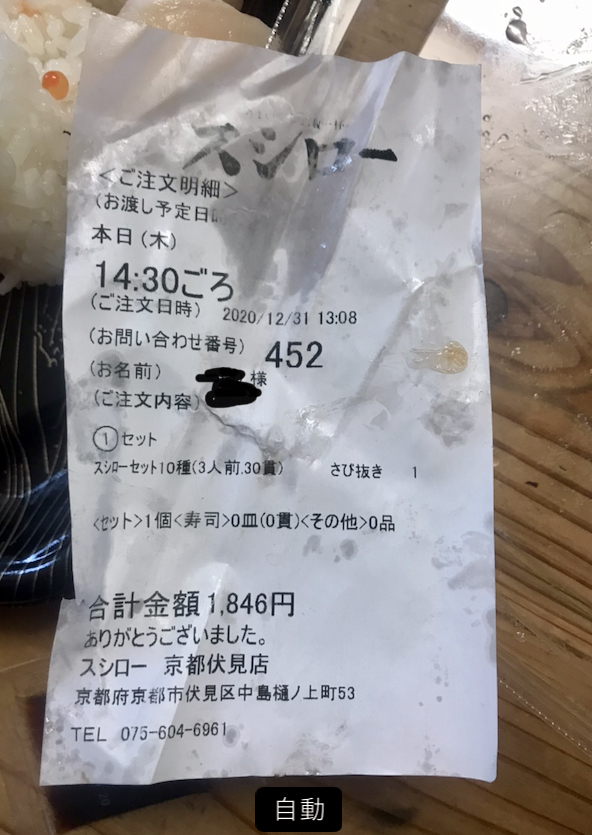 スシロー
<ご注文明細>
(お渡し予定日
本日(木)
14:30ごろ
(ご注文日時) 2020/12/31 13:08
(お問い合わせ番号) 452
(お名前) 様
(ご注文内容)
①セット
スシローセット10種(3人前.30貫) さび抜き 1
<セット>1個<寿司>0皿(0貫)<その他>0品
合計金額1,846円
ありがとうございました。
スシロー 京都伏見店
京都府京都市伏見区中島樋ノ上町53
TEL 075-604-6961
自動